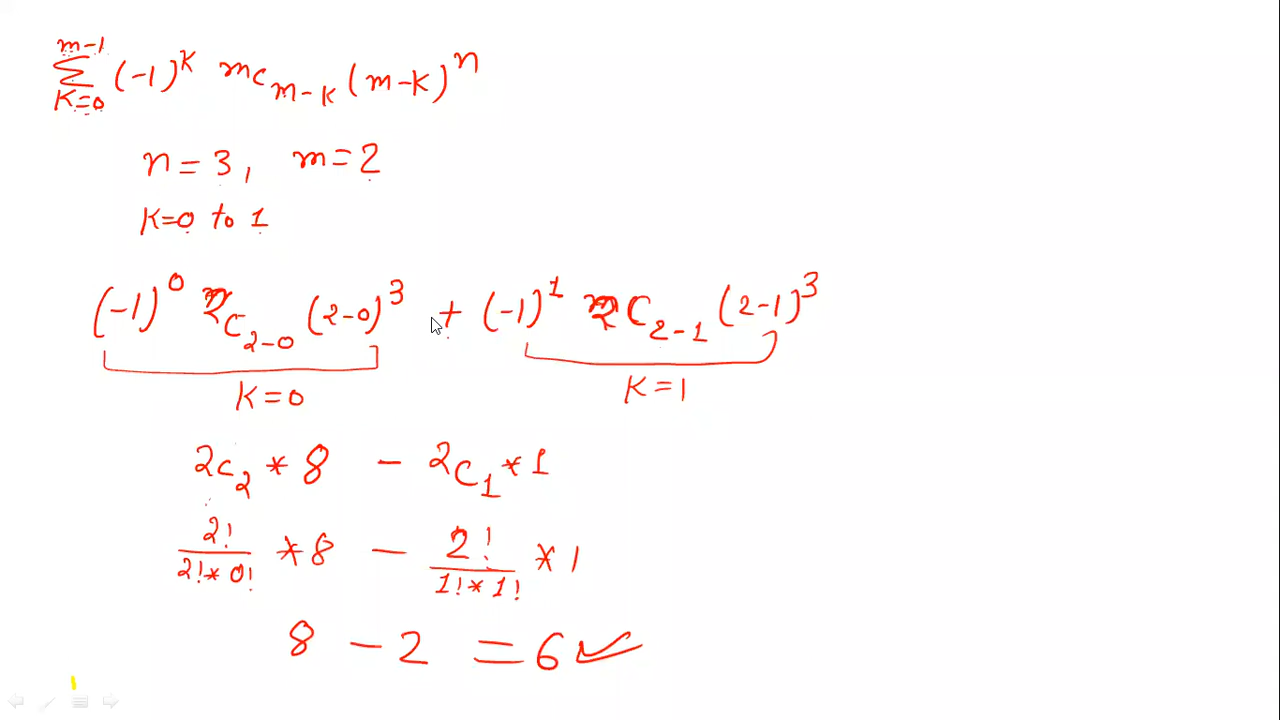 m-1
∑ (-1)^k mC_{m-k} (m-k)^n
K=0
n=3, m=2
K=0 to 1
(-1)^0 2C_{2-0} (2-0)^3 + (-1)^1 2C_{2-1} (2-1)^3
K=0 K=1
2C_2 * 8 - 2C_1 * 1
2!/(2!*0!) * 8 - 2!/(1!*1!) * 1
8 - 2 = 6 ✓